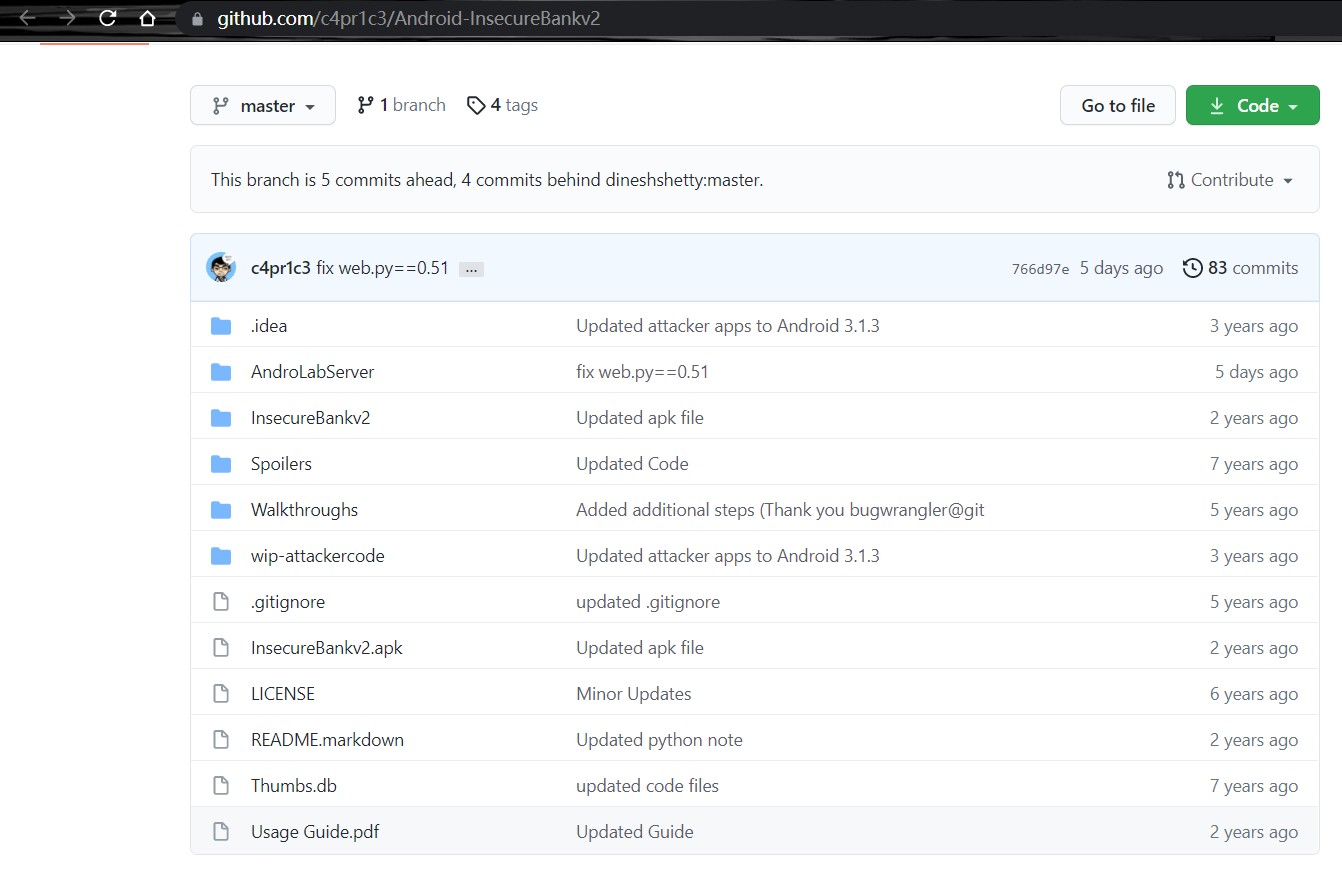 github.com/c4pr1c3/Android-InsecureBankv2
master 1 branch 4 tags Go to file Code
This branch is 5 commits ahead, 4 commits behind dineshshetty:master. Contribute
c4pr1c3 fix web.py==0.51 ... 766d97e 5 days ago 83 commits
.idea Updated attacker apps to Android 3.1.3 3 years ago
AndroLabServer fix web.py==0.51 5 days ago
InsecureBankv2 Updated apk file 2 years ago
Spoilers Updated Code 7 years ago
Walkthroughs Added additional steps (Thank you bugwrangler@git 5 years ago
wip-attackercode Updated attacker apps to Android 3.1.3 3 years ago
.gitignore updated .gitignore 5 years ago
InsecureBankv2.apk Updated apk file 2 years ago
LICENSE Minor Updates 6 years ago
README.markdown Updated python note 2 years ago
Thumbs.db updated code files 7 years ago
Usage Guide.pdf Updated Guide 2 years ago